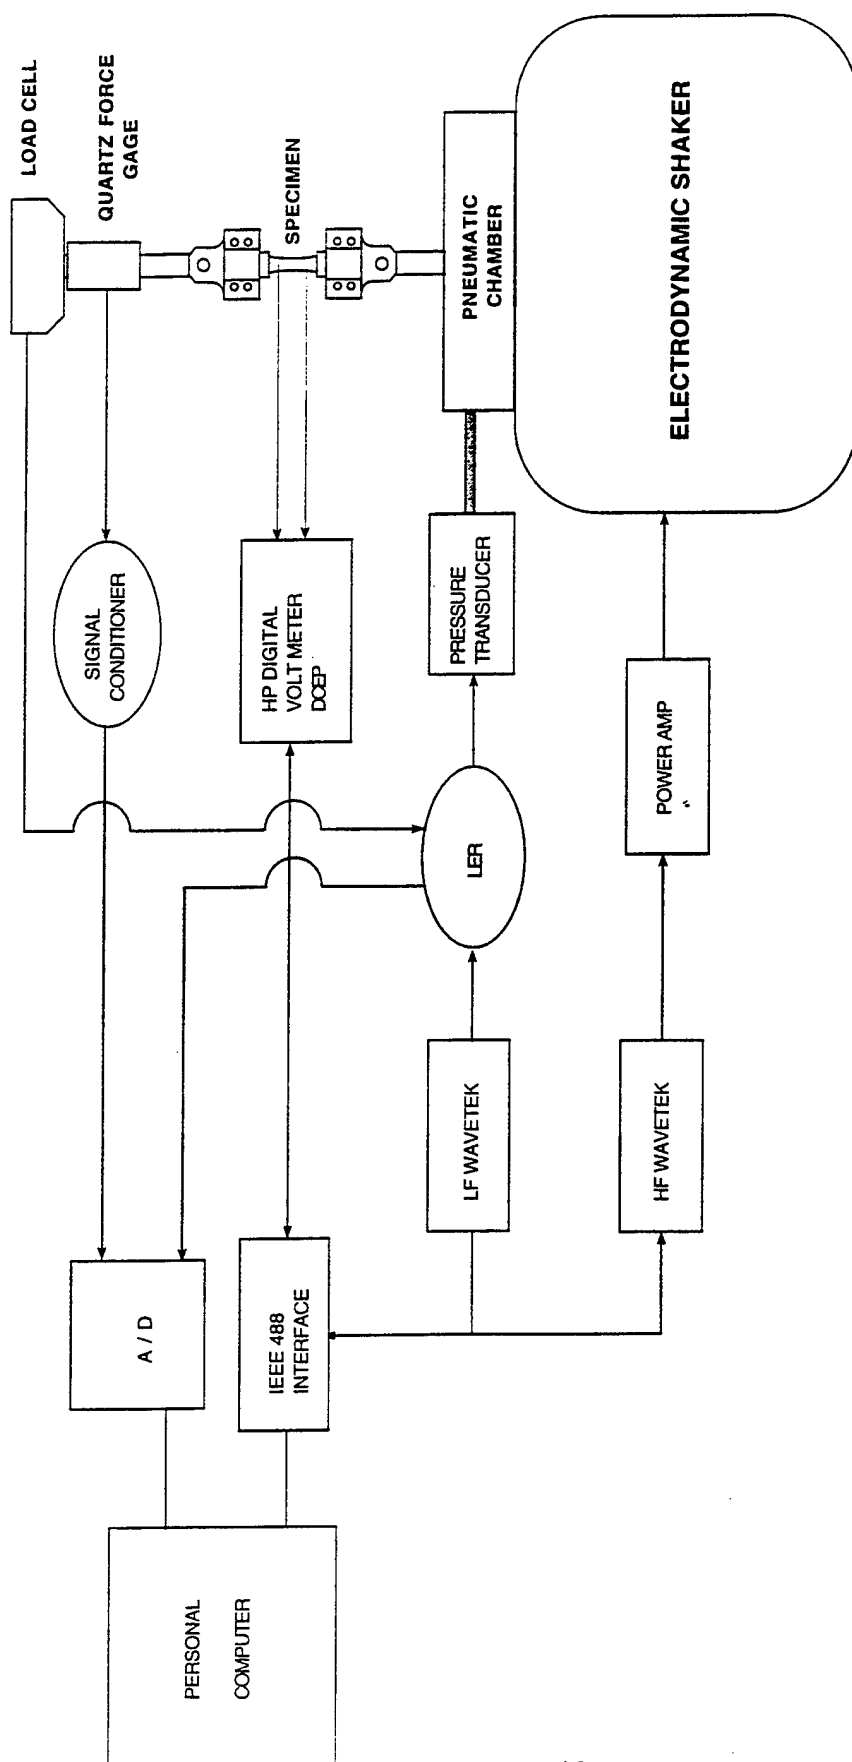 LOAD CELL
QUARTZ FORCE
GAGE
SPECIMEN
PNEUMATIC
CHAMBER
ELECTRODYNAMIC SHAKER
SIGNAL
CONDITIONER
HP DIGITAL
VOLT METER
DCEP
PRESSURE
TRANSDUCER
POWER AMP
LER
A / D
IEEE 488
INTERFACE
LF WAVETEK
HF WAVETEK
PERSONAL
COMPUTER